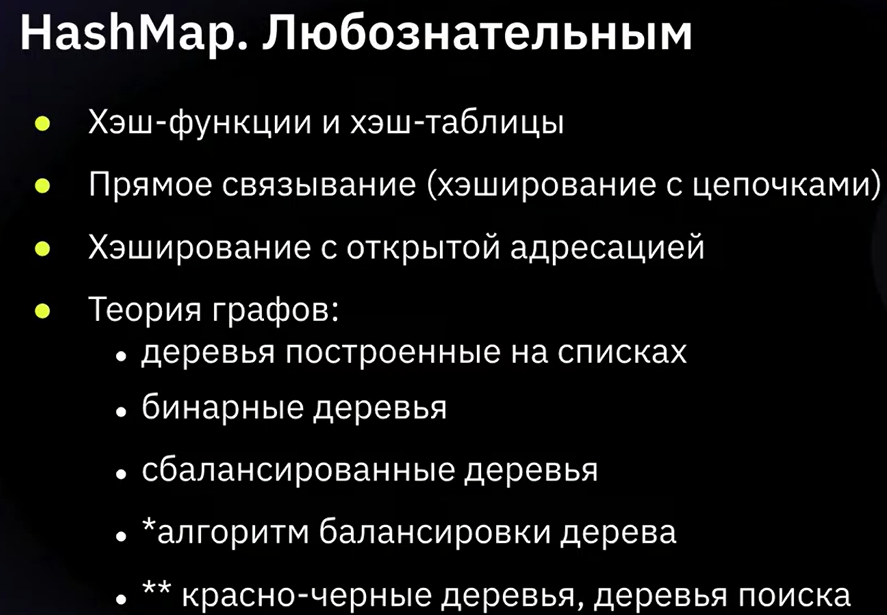 HashMap. Любознательным
• Хэш-функции и хэш-таблицы
• Прямое связывание (хэширование с цепочками)
• Хэширование с открытой адресацией
• Теория графов:
• деревья построенные на списках
• бинарные деревья
• сбалансированные деревья
• *алгоритм балансировки дерева
• ** красно-черные деревья, деревья поиска